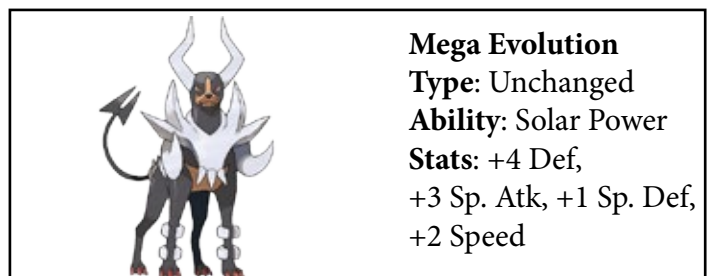 Mega Evolution
Type: Unchanged
Ability: Solar Power
Stats: +4 Def,
+3 Sp. Atk, +1 Sp. Def,
+2 Speed